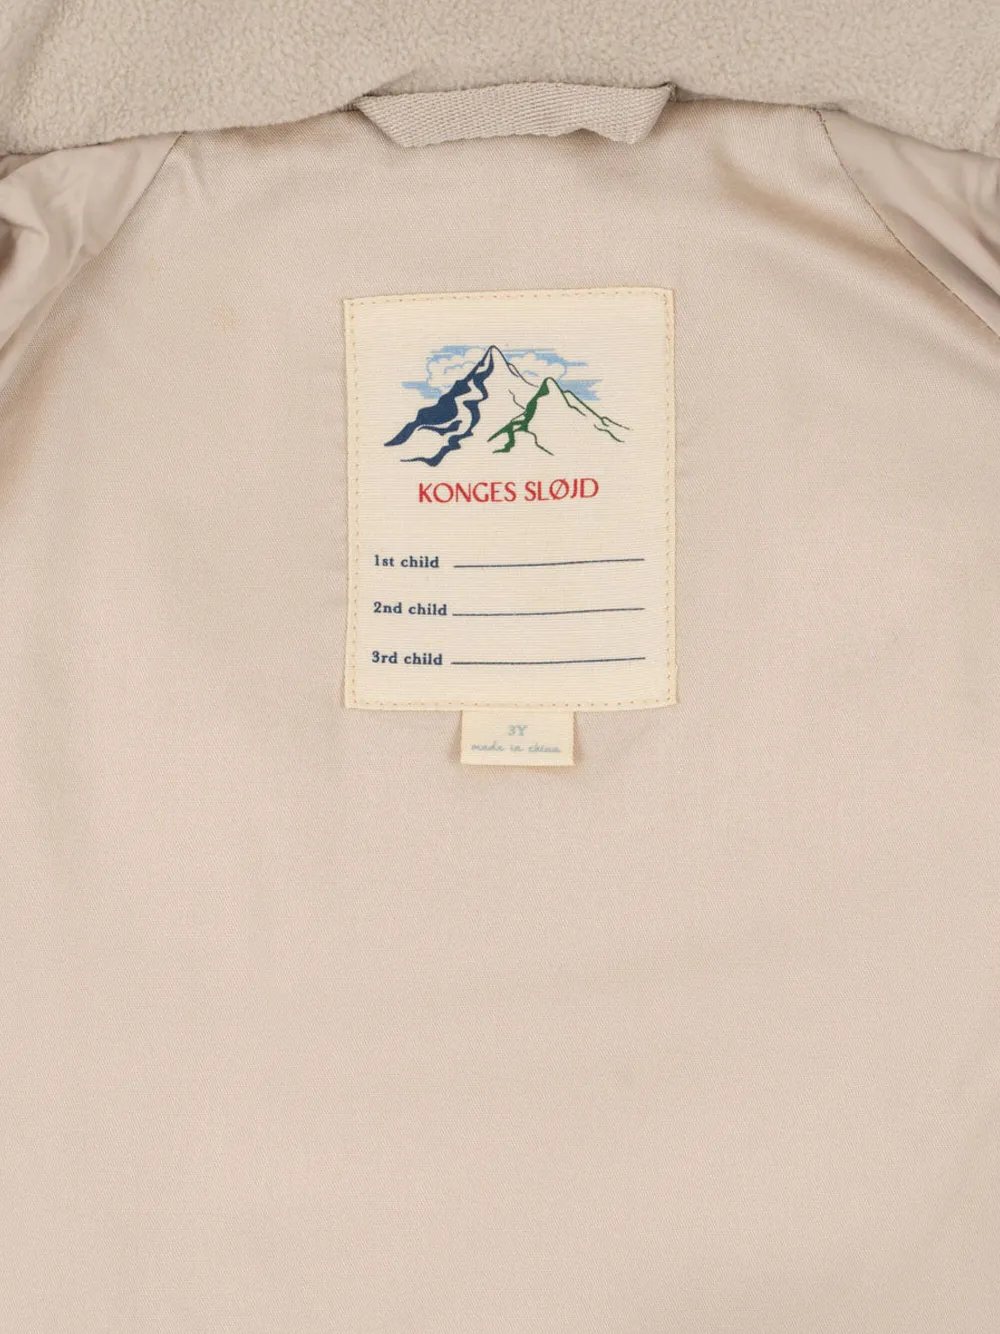 KONGES SLØJD
1st child
2nd child
3rd child
3Y
made in china